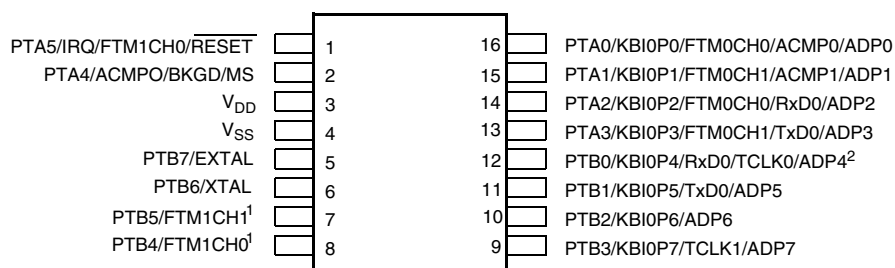 PTA5/IRQ/FTM1CH0/RESET 1 16 PTA0/KBI0P0/FTM0CH0/ACMP0/ADP0
PTA4/ACMPO/BKGD/MS 2 15 PTA1/KBI0P1/FTM0CH1/ACMP1/ADP1
VDD 3 14 PTA2/KBI0P2/FTM0CH0/RxD0/ADP2
VSS 4 13 PTA3/KBI0P3/FTM0CH1/TxD0/ADP3
PTB7/EXTAL 5 12 PTB0/KBI0P4/RxD0/TCLK0/ADP4²
PTB6/XTAL 6 11 PTB1/KBI0P5/TxD0/ADP5
PTB5/FTM1CH1¹ 7 10 PTB2/KBI0P6/ADP6
PTB4/FTM1CH0¹ 8 9 PTB3/KBI0P7/TCLK1/ADP7